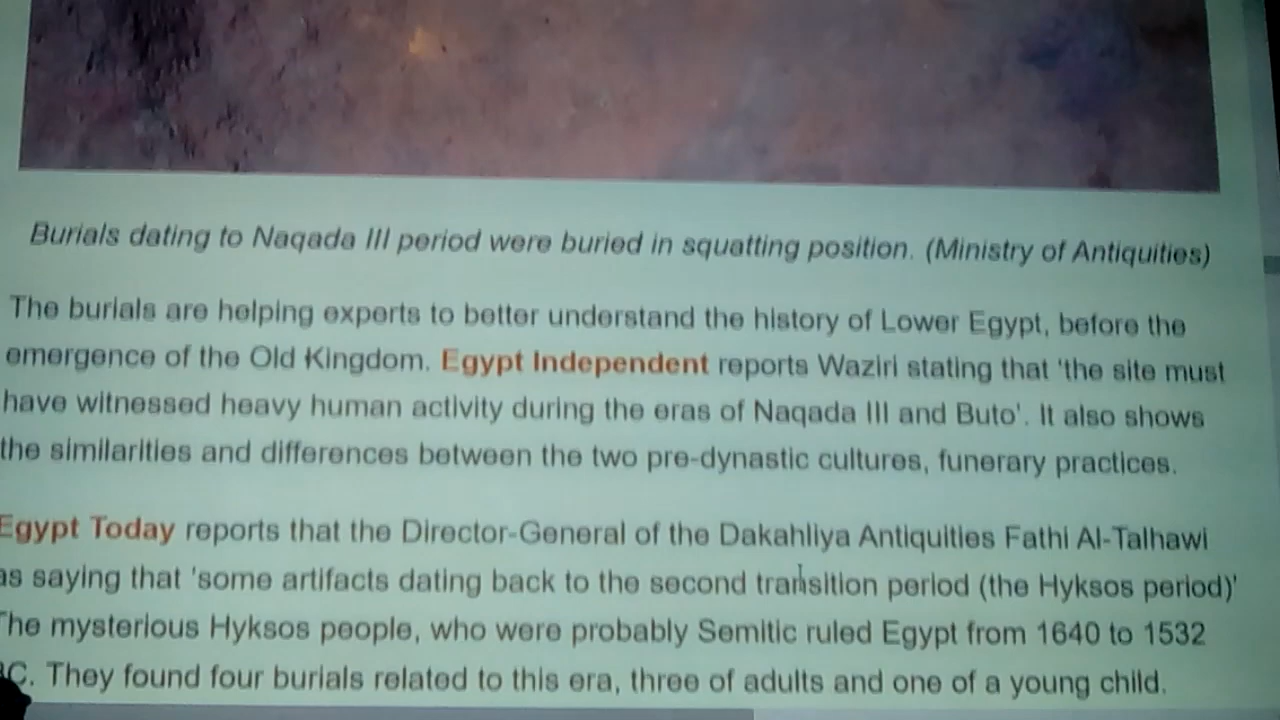 Burials dating to Naqada III period were buried in squatting position. (Ministry of Antiquities)
The burials are helping experts to better understand the history of Lower Egypt, before the
emergence of the Old Kingdom. Egypt Independent reports Waziri stating that 'the site must
have witnessed heavy human activity during the eras of Naqada III and Buto'. It also shows
the similarities and differences between the two pre-dynastic cultures, funerary practices.
Egypt Today reports that the Director-General of the Dakahliya Antiquities Fathi Al-Talhawi
as saying that 'some artifacts dating back to the second transition period (the Hyksos period)'
The mysterious Hyksos people, who were probably Semitic ruled Egypt from 1640 to 1532
BC. They found four burials related to this era, three of adults and one of a young child.